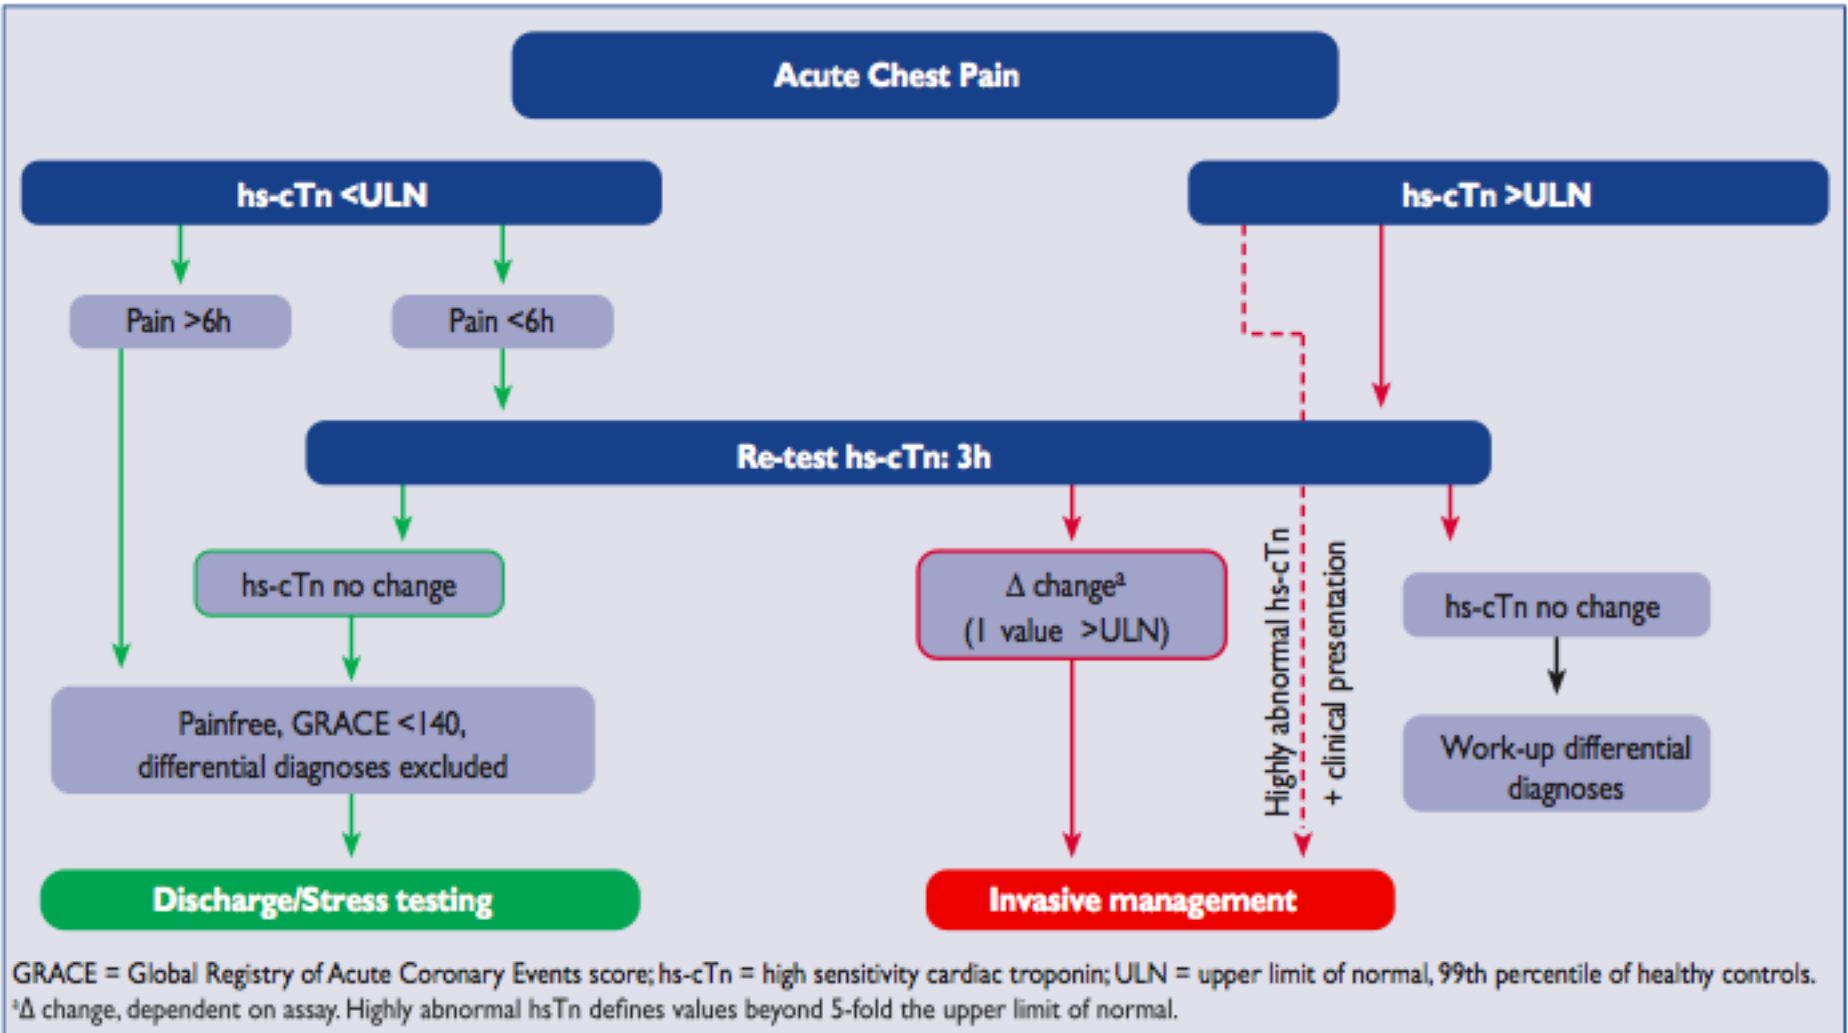 Acute Chest Pain
hs-cTn <ULN
hs-cTn >ULN
Pain >6h
Pain <6h
Re-test hs-cTn: 3h
hs-cTn no change
Δ changeᵃ
(1 value >ULN)
Highly abnormal hs-cTn
+ clinical presentation
hs-cTn no change
Painfree, GRACE <140,
differential diagnoses excluded
Work-up differential
diagnoses
Discharge/Stress testing
Invasive management
GRACE = Global Registry of Acute Coronary Events score; hs-cTn = high sensitivity cardiac troponin; ULN = upper limit of normal, 99th percentile of healthy controls.
ᵃΔ change, dependent on assay. Highly abnormal hsTn defines values beyond 5-fold the upper limit of normal.